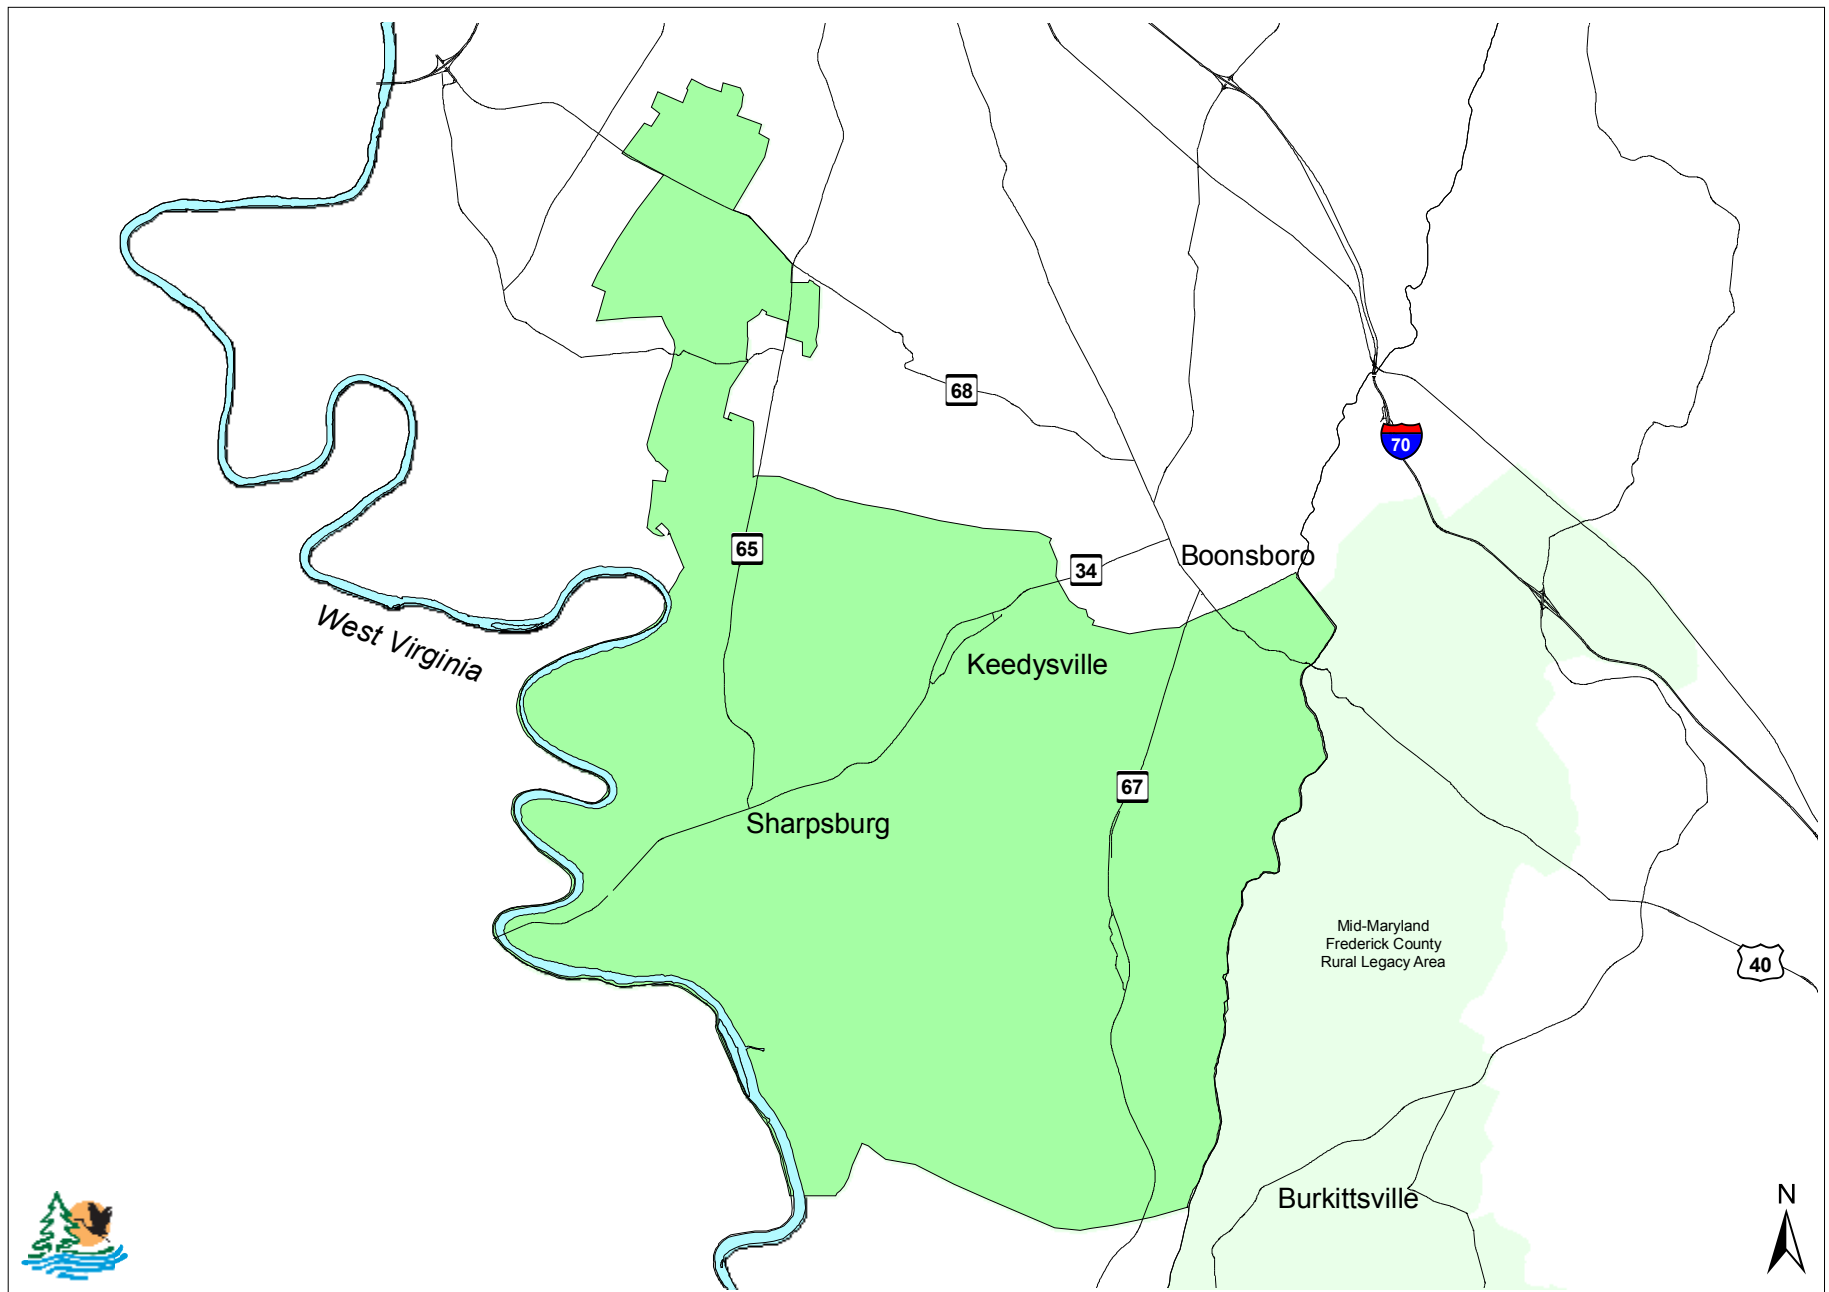 68
70
65
34
Boonsboro
West Virginia
Keedysville
67
Sharpsburg
Mid-Maryland
Frederick County
Rural Legacy Area
40
Burkittsville
N